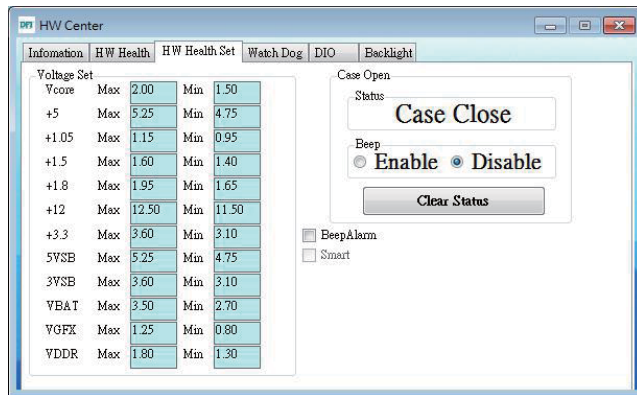 DFI HW Center
Infomation HW Health HW Health Set Watch Dog DIO Backlight
Voltage Set
Vcore Max 2.00 Min 1.50
+5 Max 5.25 Min 4.75
+1.05 Max 1.15 Min 0.95
+1.5 Max 1.60 Min 1.40
+1.8 Max 1.95 Min 1.65
+12 Max 12.50 Min 11.50
+3.3 Max 3.60 Min 3.10
5VSB Max 5.25 Min 4.75
3VSB Max 3.60 Min 3.10
VBAT Max 3.50 Min 2.70
VGFX Max 1.25 Min 0.80
VDDR Max 1.80 Min 1.30
Case Open
Status
Case Close
Beep
Enable Disable
Clear Status
BeepAlarm
Smart